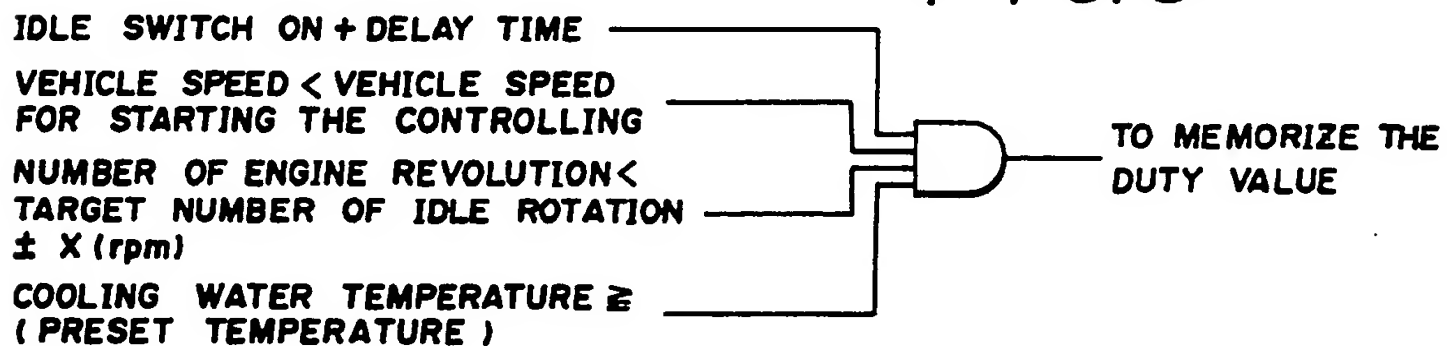 IDLE SWITCH ON + DELAY TIME
VEHICLE SPEED < VEHICLE SPEED
FOR STARTING THE CONTROLLING
NUMBER OF ENGINE REVOLUTION <
TARGET NUMBER OF IDLE ROTATION
± X (rpm)
COOLING WATER TEMPERATURE ≧
( PRESET TEMPERATURE )
TO MEMORIZE THE
DUTY VALUE